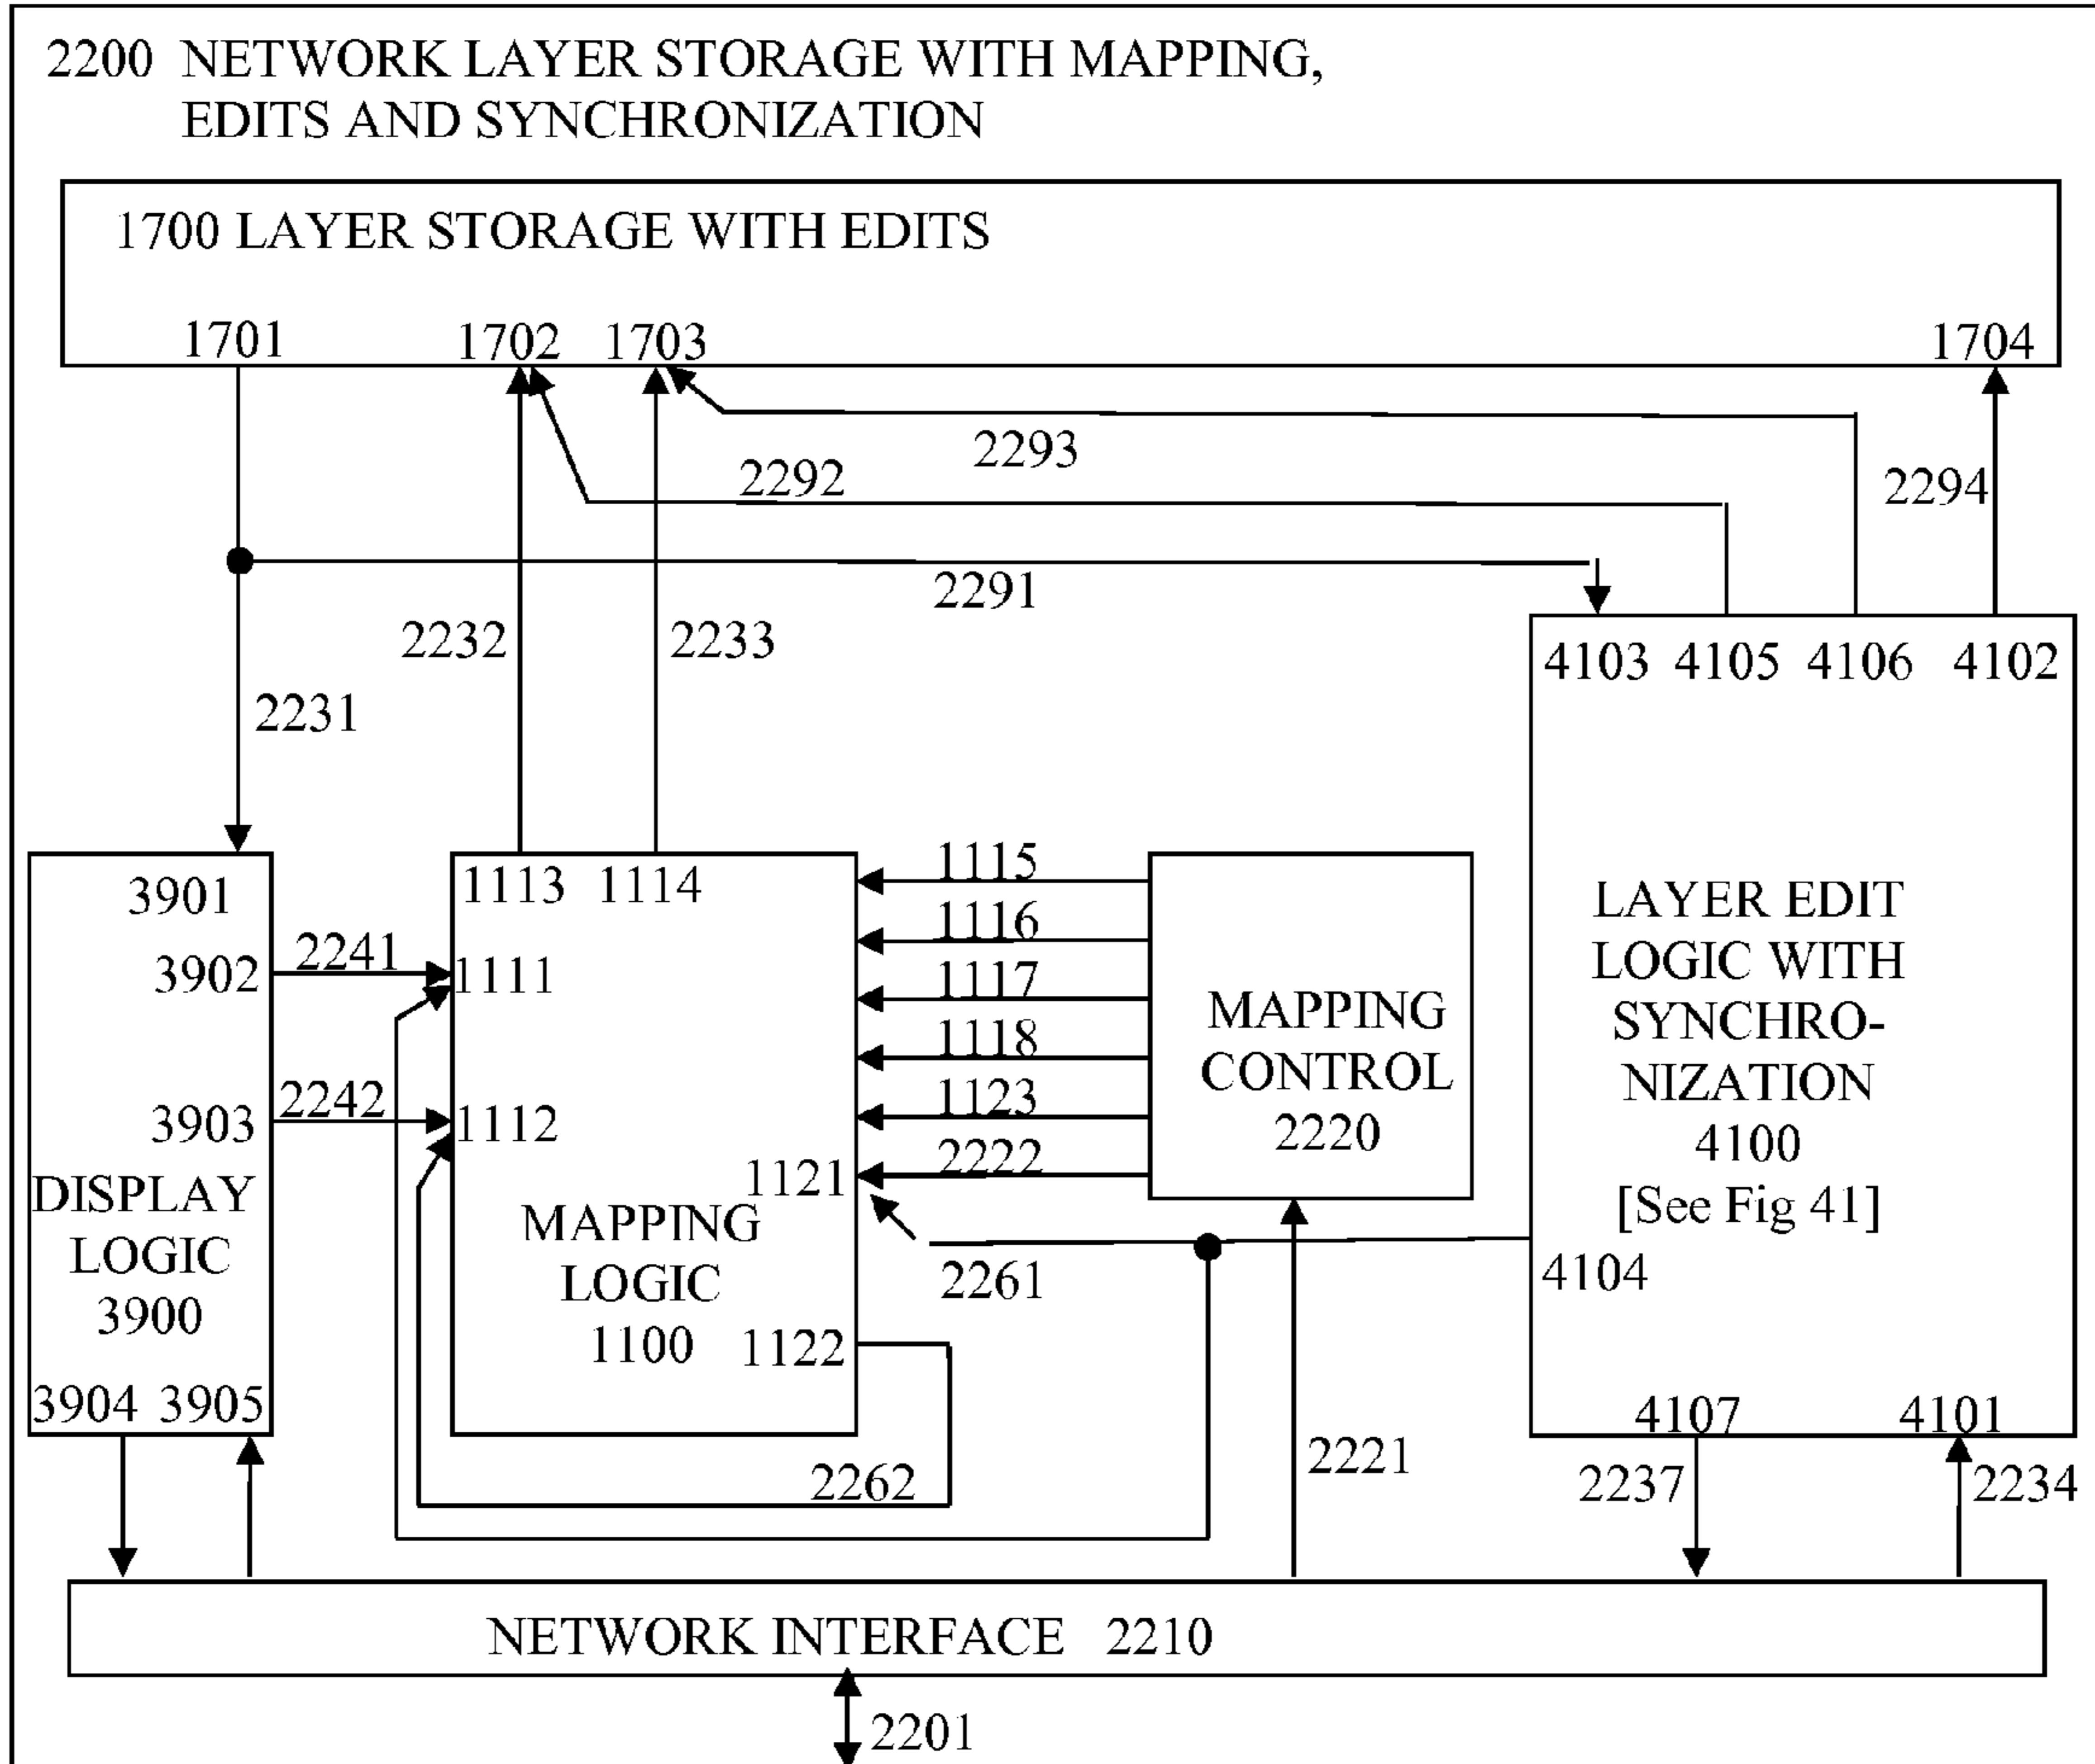 2200 NETWORK LAYER STORAGE WITH MAPPING,
EDITS AND SYNCHRONIZATION
1700 LAYER STORAGE WITH EDITS
1701
1702
1703
1704
2293
2292
2294
2291
2232
2233
2231
4103 4105 4106 4102
3901
3902
3903
DISPLAY
LOGIC
3900
3904 3905
2241
2242
1113 1114
1111
1112
1121
MAPPING
LOGIC
1100
1122
1115
1116
1117
1118
1123
2222
MAPPING
CONTROL
2220
LAYER EDIT
LOGIC WITH
SYNCHRO-
NIZATION
4100
[See Fig 41]
4104
4107
4101
2261
2262
2221
2237
2234
NETWORK INTERFACE 2210
2201